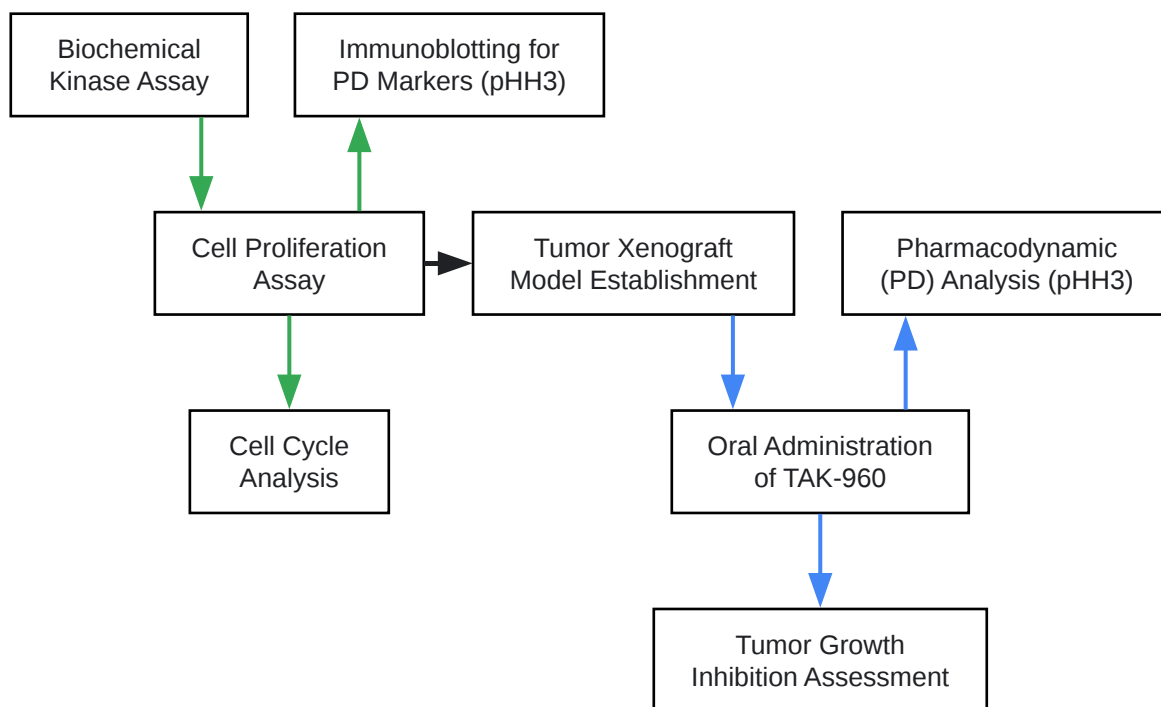 Biochemical
Kinase Assay
Immunoblotting for
PD Markers (pHH3)
Cell Proliferation
Assay
Tumor Xenograft
Model Establishment
Pharmacodynamic
(PD) Analysis (pHH3)
Cell Cycle
Analysis
Oral Administration
of TAK-960
Tumor Growth
Inhibition Assessment